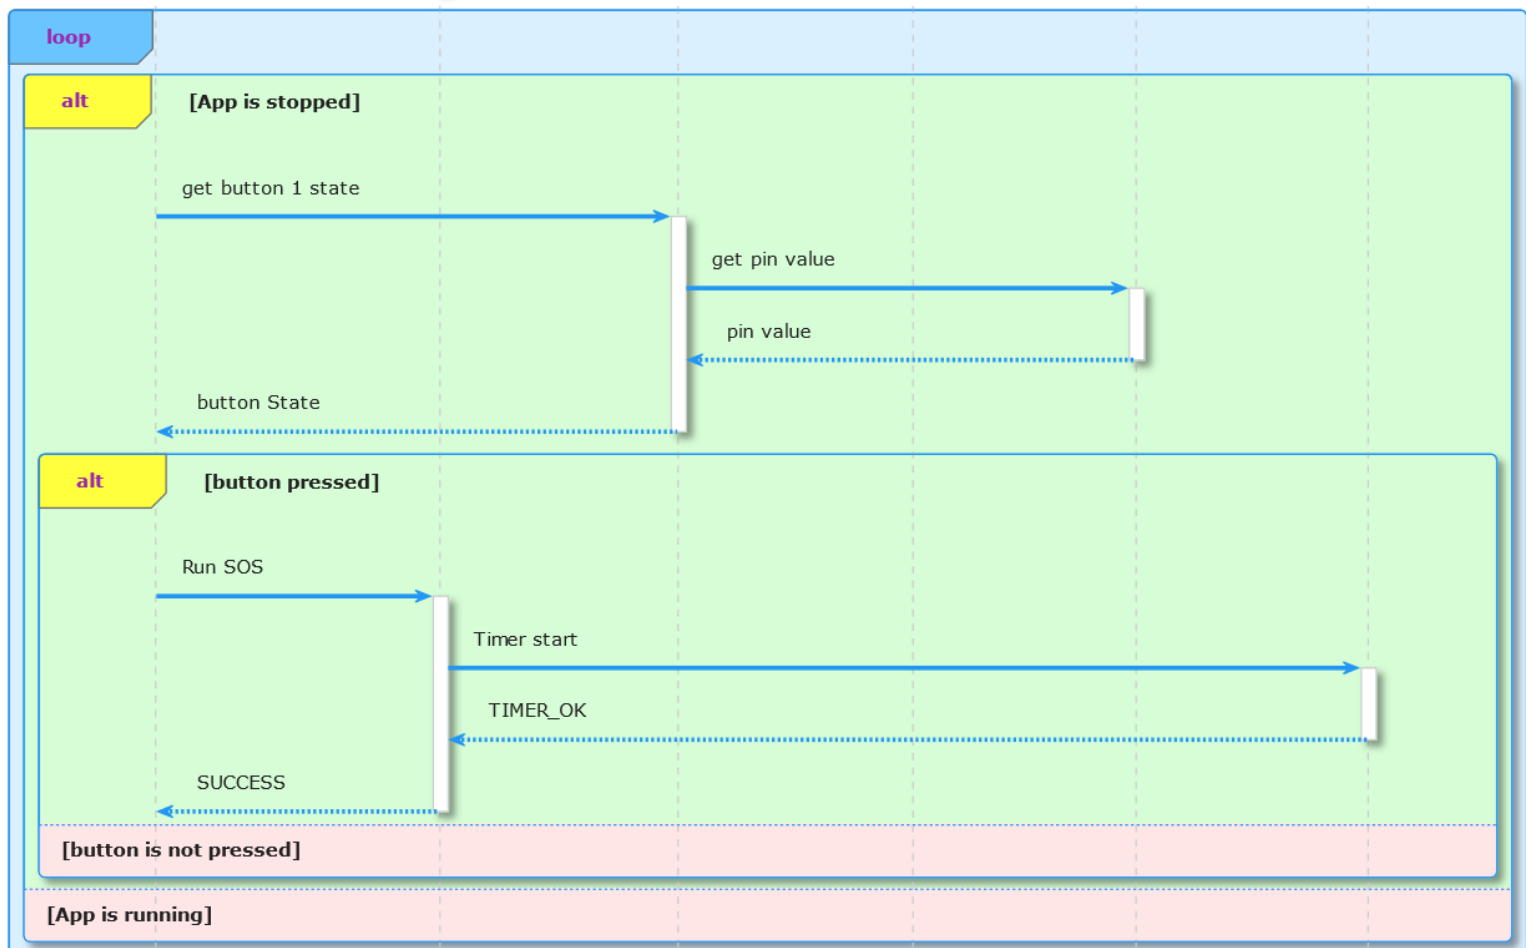 loop
alt [App is stopped]
get button 1 state
get pin value
pin value
button State
alt [button pressed]
Run SOS
Timer start
TIMER_OK
SUCCESS
[button is not pressed]
[App is running]